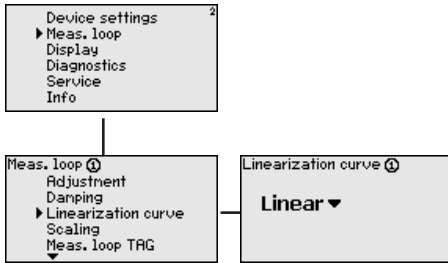 Device settings 2
Meas. loop
Display
Diagnostics
Service
Info
Meas. loop ①
Adjustment
Damping
Linearization curve
Scaling
Meas. loop TAG
Linearization curve ①
Linear